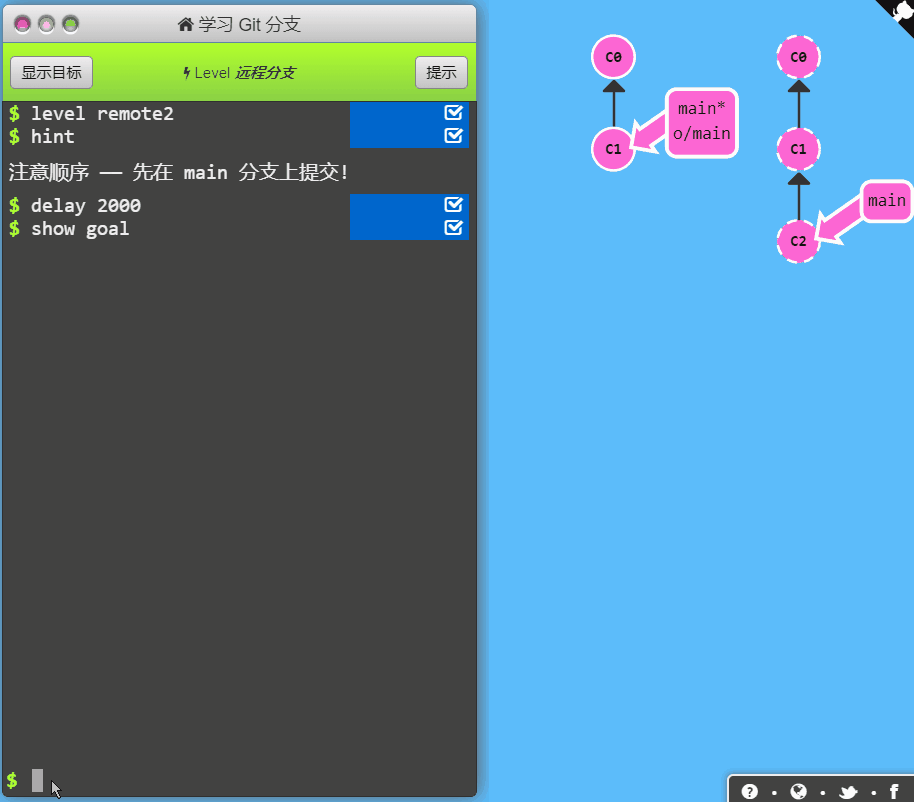 学习 Git 分支
显示目标
Level 远程分支
提示
$ level remote2
$ hint
注意顺序 —— 先在 main 分支上提交!
$ delay 2000
$ show goal
$
C0
C1
main*
o/main
C0
C1
C2
main